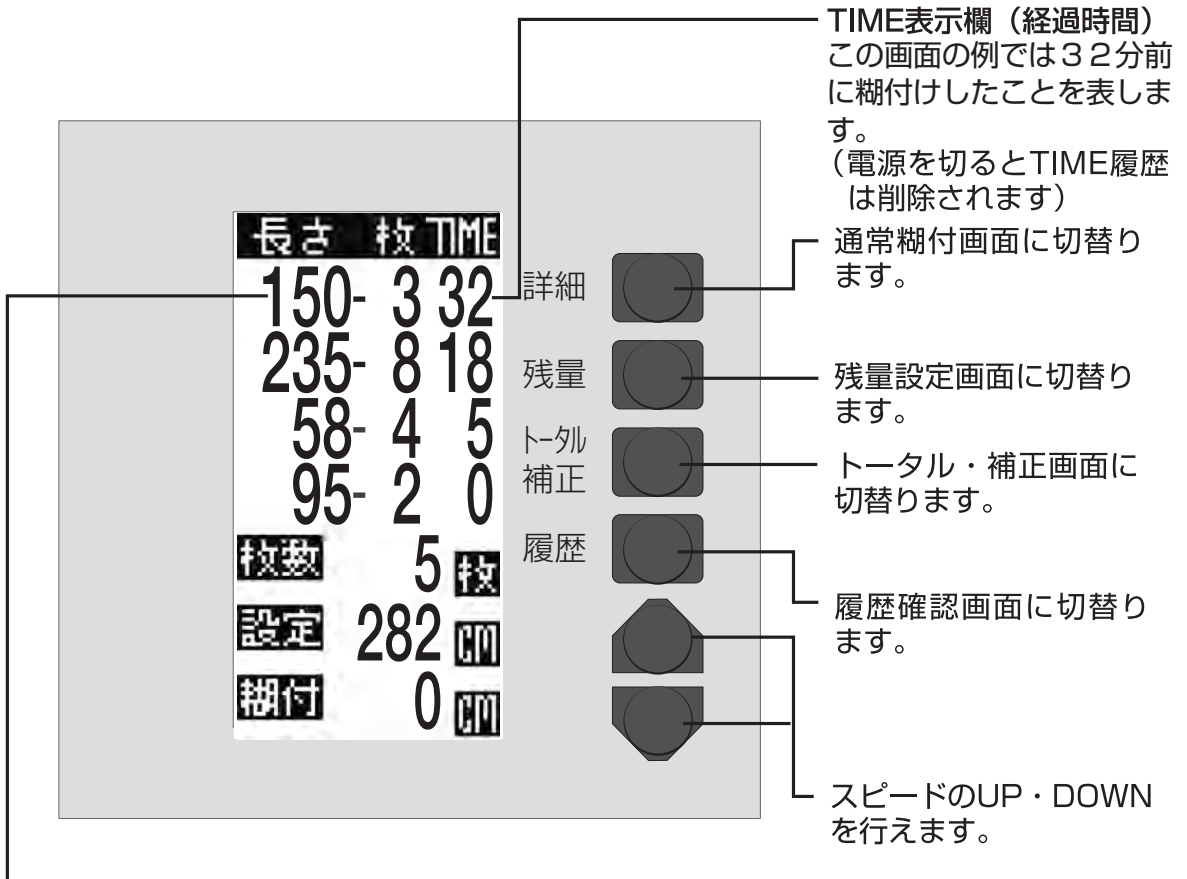 TIME表示欄（経過時間）
この画面の例では３２分前
に糊付けしたことを表しま
す。
（電源を切るとTIME履歴
は削除されます）
長さ 枚 TIME
150- 3 32
235- 8 18
58- 4 5
95- 2 0
枚数 5 枚
設定 282 CM
糊付 0 CM
詳細
残量
トータル
補正
履歴
通常糊付画面に切替り
ます。
残量設定画面に切替り
ます。
トータル・補正画面に
切替ります。
履歴確認画面に切替り
ます。
スピードのUP・DOWN
を行えます。